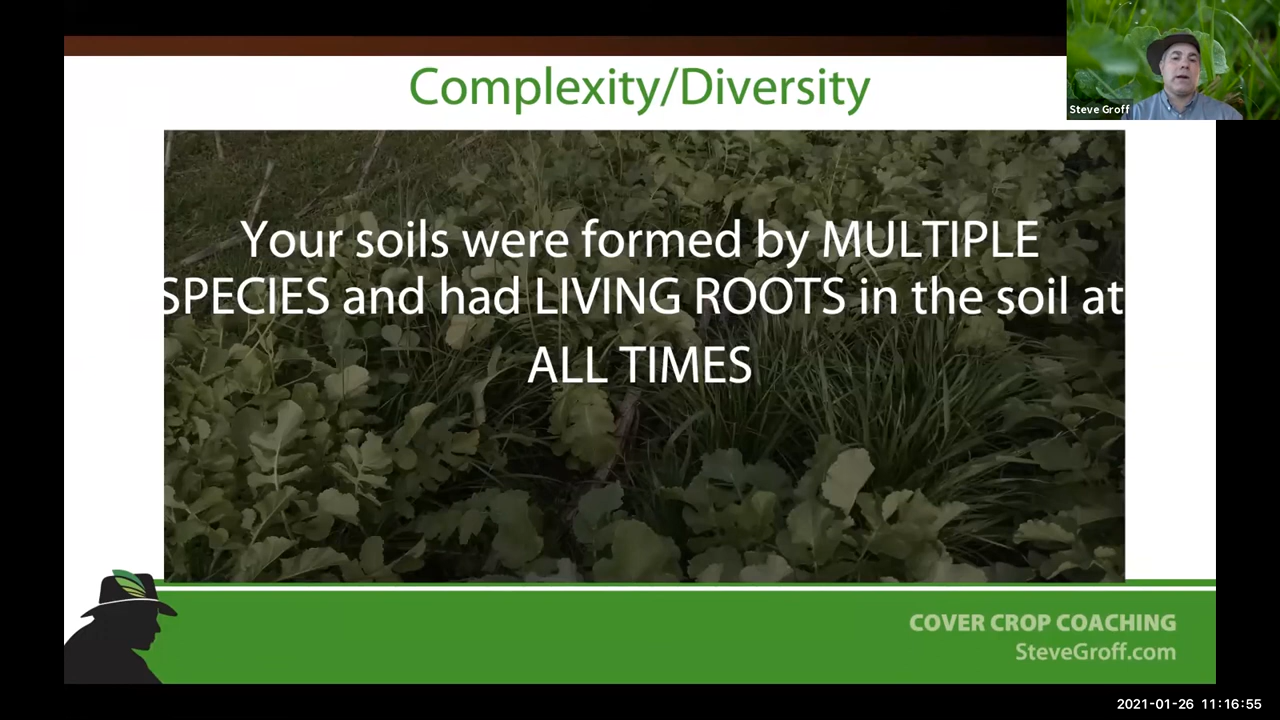 Complexity/Diversity
Steve Groff
Your soils were formed by MULTIPLE
SPECIES and had LIVING ROOTS in the soil at
ALL TIMES
COVER CROP COACHING
SteveGroff.com
2021-01-26 11:16:55